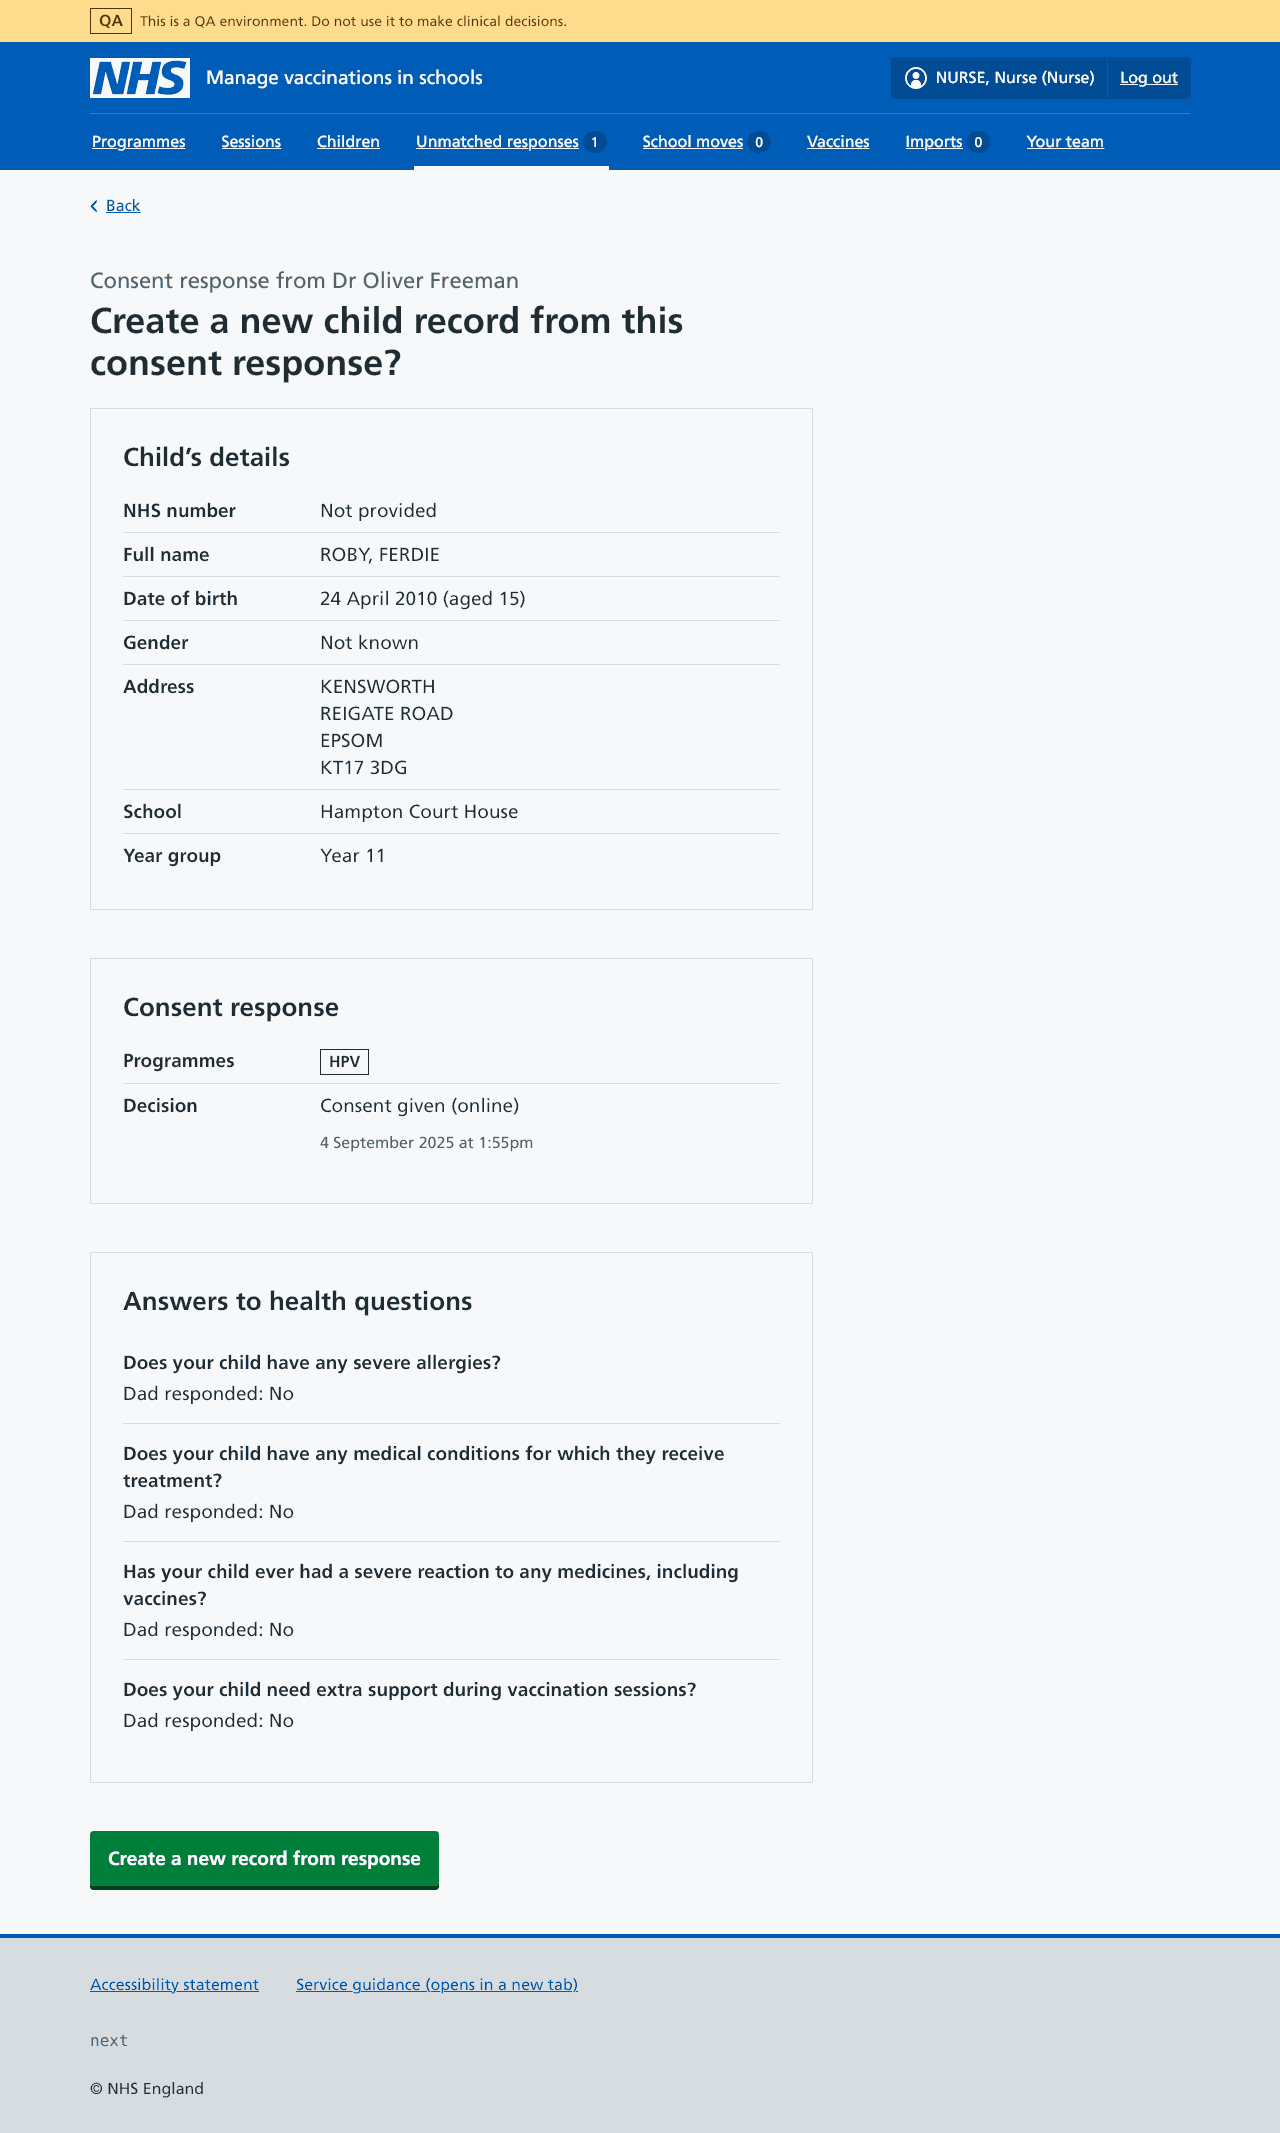 QA This is a QA environment. Do not use it to make clinical decisions.
NHS Manage vaccinations in schools NURSE, Nurse (Nurse) Log out
Programmes Sessions Children Unmatched responses 1 School moves 0 Vaccines Imports 0 Your team
Back
Consent response from Dr Oliver Freeman
Create a new child record from this
consent response?
Child’s details
NHS number Not provided
Full name ROBY, FERDIE
Date of birth 24 April 2010 (aged 15)
Gender Not known
Address KENSWORTH
REIGATE ROAD
EPSOM
KT17 3DG
School Hampton Court House
Year group Year 11
Consent response
Programmes HPV
Decision Consent given (online)
4 September 2025 at 1:55pm
Answers to health questions
Does your child have any severe allergies?
Dad responded: No
Does your child have any medical conditions for which they receive
treatment?
Dad responded: No
Has your child ever had a severe reaction to any medicines, including
vaccines?
Dad responded: No
Does your child need extra support during vaccination sessions?
Dad responded: No
Create a new record from response
Accessibility statement Service guidance (opens in a new tab)
next
© NHS England